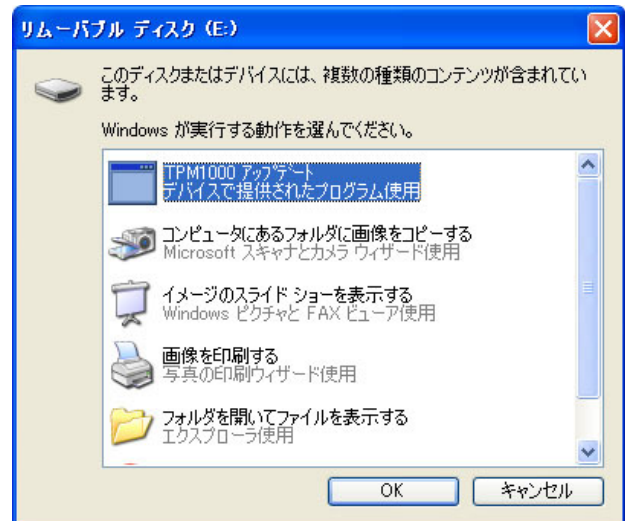 リムーバブル ディスク (E:)
このディスクまたはデバイスには、複数の種類のコンテンツが含まれてい
ます。
Windows が実行する動作を選んでください。
TPM1000 アップデート
デバイスで提供されたプログラム使用
コンピュータにあるフォルダに画像をコピーする
Microsoft スキャナとカメラ ウィザード使用
イメージのスライド ショーを表示する
Windows ピクチャと FAX ビューア使用
画像を印刷する
写真の印刷ウィザード使用
フォルダを開いてファイルを表示する
エクスプローラ使用
OK
キャンセル